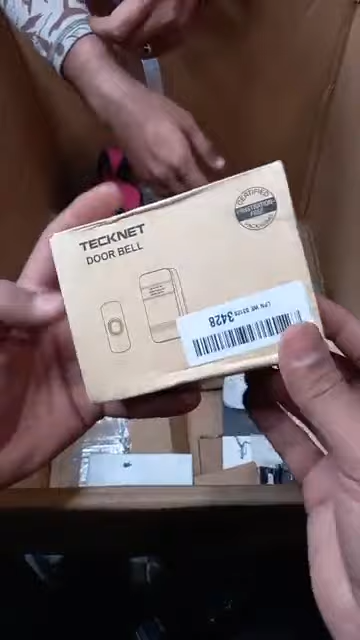 TECKNET
DOOR BELL
CERTIFIED
FRUSTRATION-FREE
PACKAGING
3428